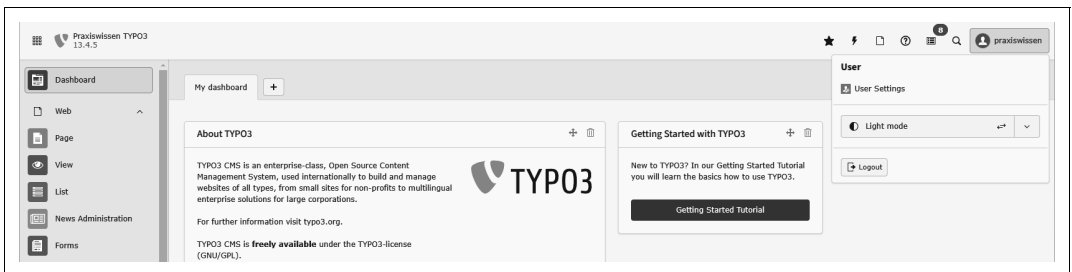 Praxiswissen TYPO3
13.4.5
8
praxiswissen
Dashboard
Web
Page
View
List
News Administration
Forms
My dashboard
+
About TYPO3
TYPO3 CMS is an enterprise-class, Open Source Content
Management System, used internationally to build and manage
websites of all types, from small sites for non-profits to multilingual
enterprise solutions for large corporations.
For further information visit typo3.org.
TYPO3 CMS is freely available under the TYPO3-license
(GNU/GPL).
TYPO3
Getting Started with TYPO3
New to TYPO3? In our Getting Started Tutorial
you will learn the basics how to use TYPO3.
Getting Started Tutorial
User
User Settings
Light mode
Logout